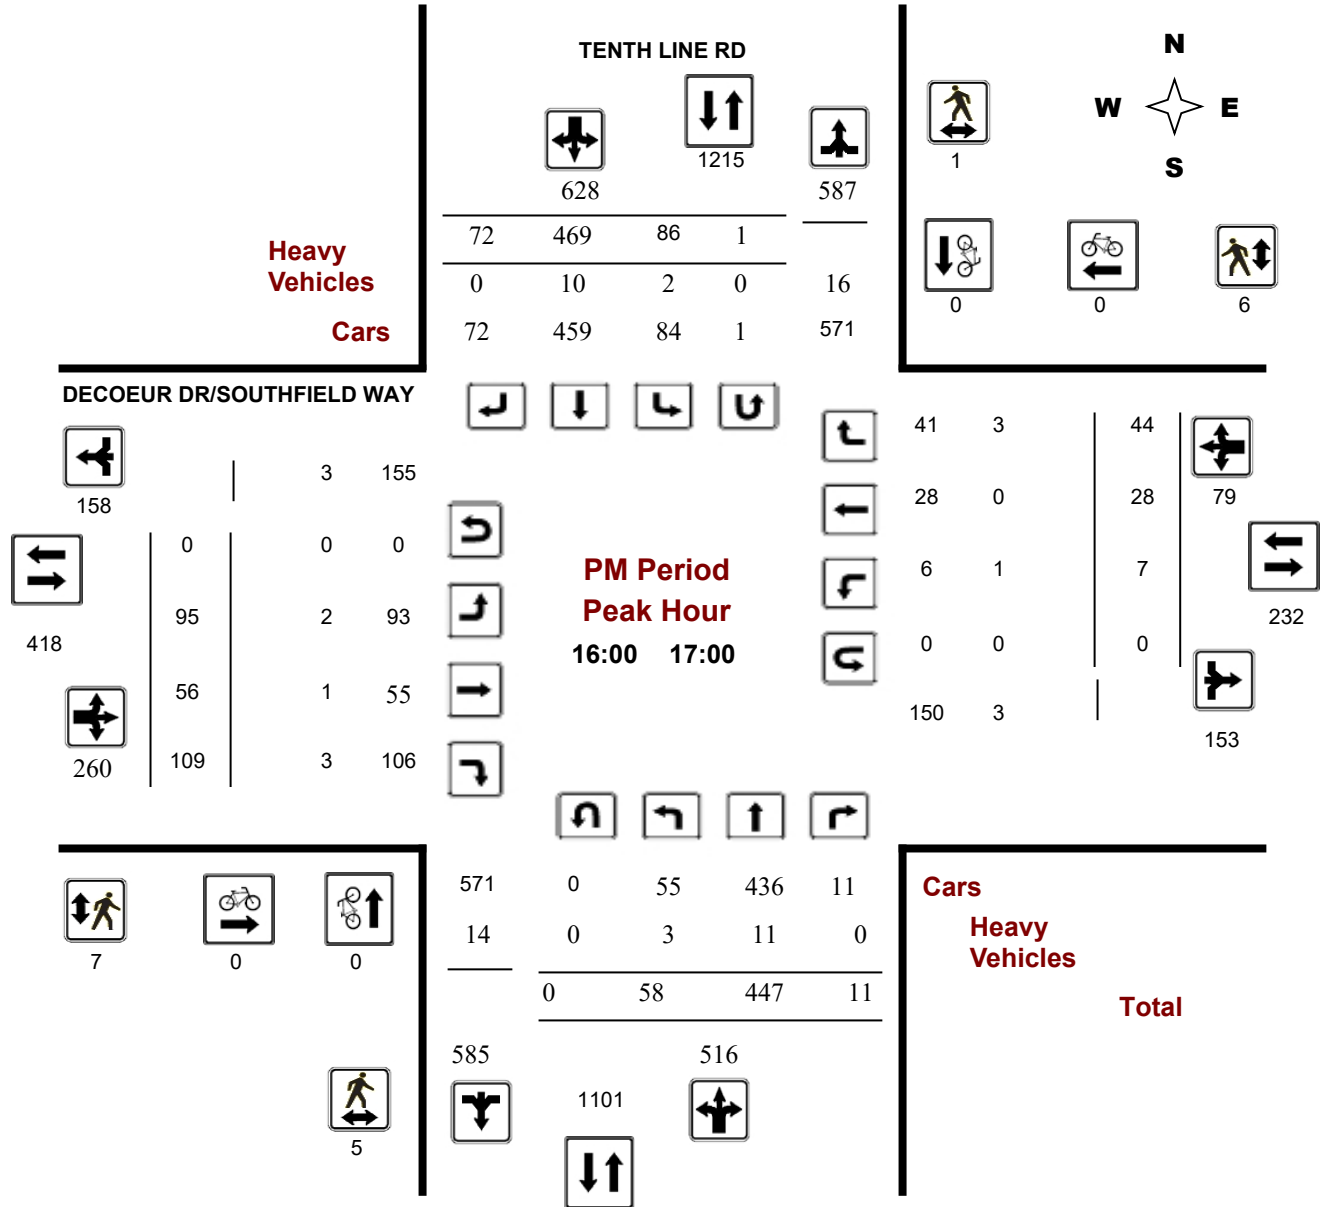 TENTH LINE RD
N
W E
S
1215
1
628
587
72 469 86 1
Heavy
Vehicles
0 10 2 0 16
0 0 6
Cars
72 459 84 1 571
DECOEUR DR/SOUTHFIELD WAY
41 3 44
3 155
158
28 0 28 79
0 0 0
PM Period
Peak Hour
6 1 7
95 2 93
232
418
16:00 17:00
0 0 0
56 1 55
150 3
153
260 109 3 106
571 0 55 436 11
Cars
14 0 3 11 0
Heavy
Vehicles
7 0 0
0 58 447 11
Total
585 516
1101
5